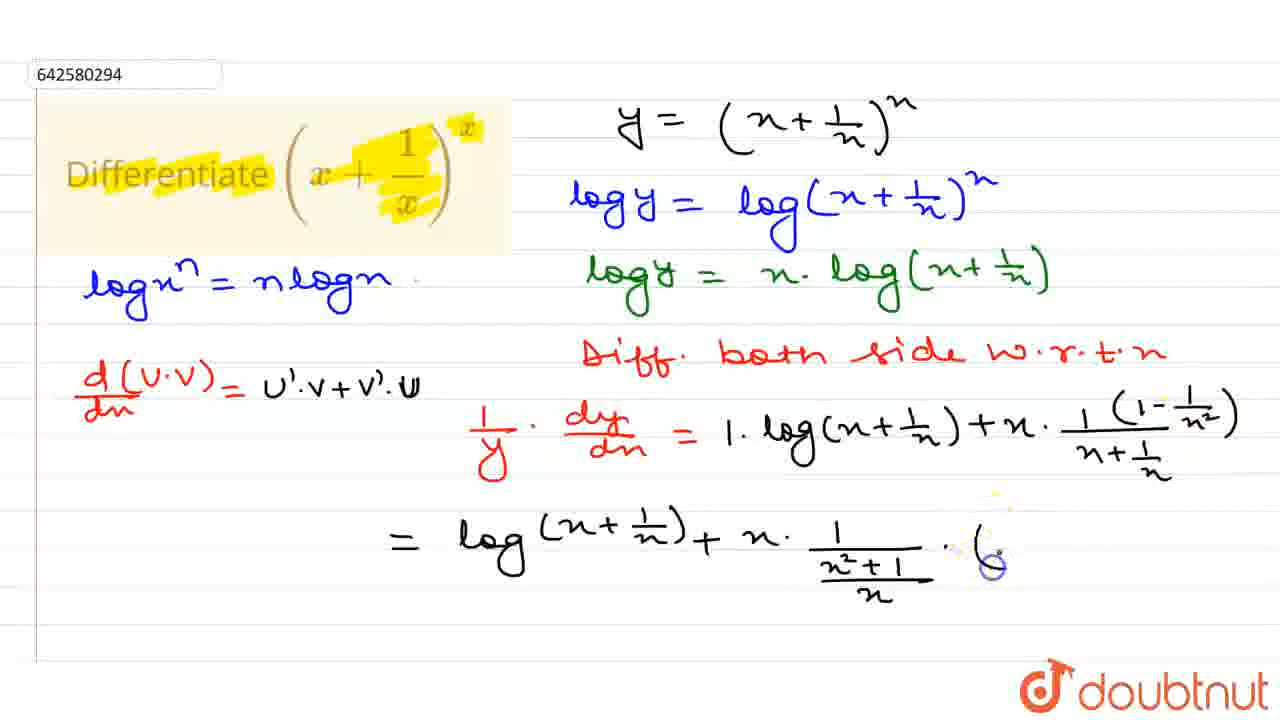 642580294
Differentiate (x + 1/x)^x
y = (x + 1/x)^x
log y = log(x + 1/x)^x
log x^n = n log x
log y = x · log(x + 1/x)
Diff. both side w.r.t. x
d/dx (U·V) = U'·V + V'·U
1/y · dy/dx = 1 · log(x + 1/x) + x · 1/(x + 1/x) (1 - 1/x²)
= log(x + 1/x) + x · 1/((x² + 1)/x) · (
doubtnut